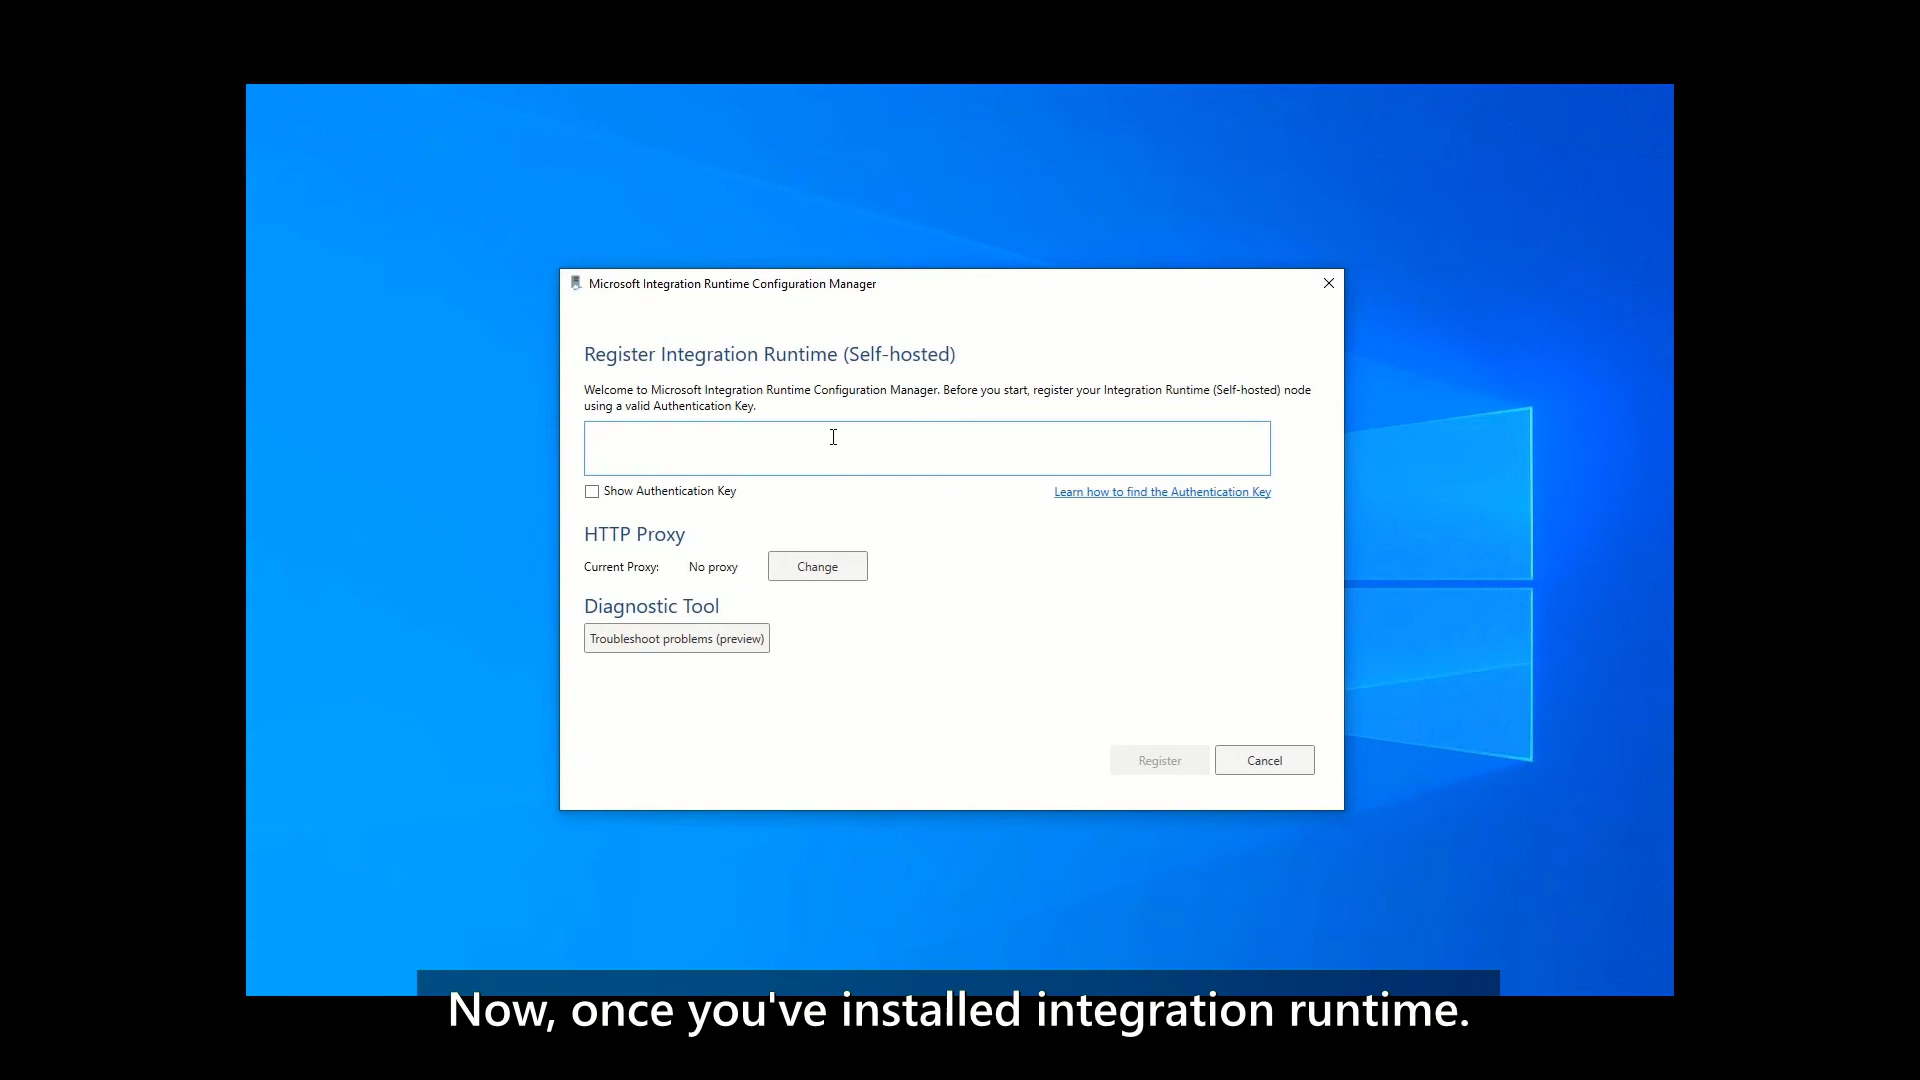 Microsoft Integration Runtime Configuration Manager
Register Integration Runtime (Self-hosted)
Welcome to Microsoft Integration Runtime Configuration Manager. Before you start, register your Integration Runtime (Self-hosted) node
using a valid Authentication Key.
Show Authentication Key
Learn how to find the Authentication Key
HTTP Proxy
Current Proxy: No proxy Change
Diagnostic Tool
Troubleshoot problems (preview)
Register Cancel
Now, once you've installed integration runtime.